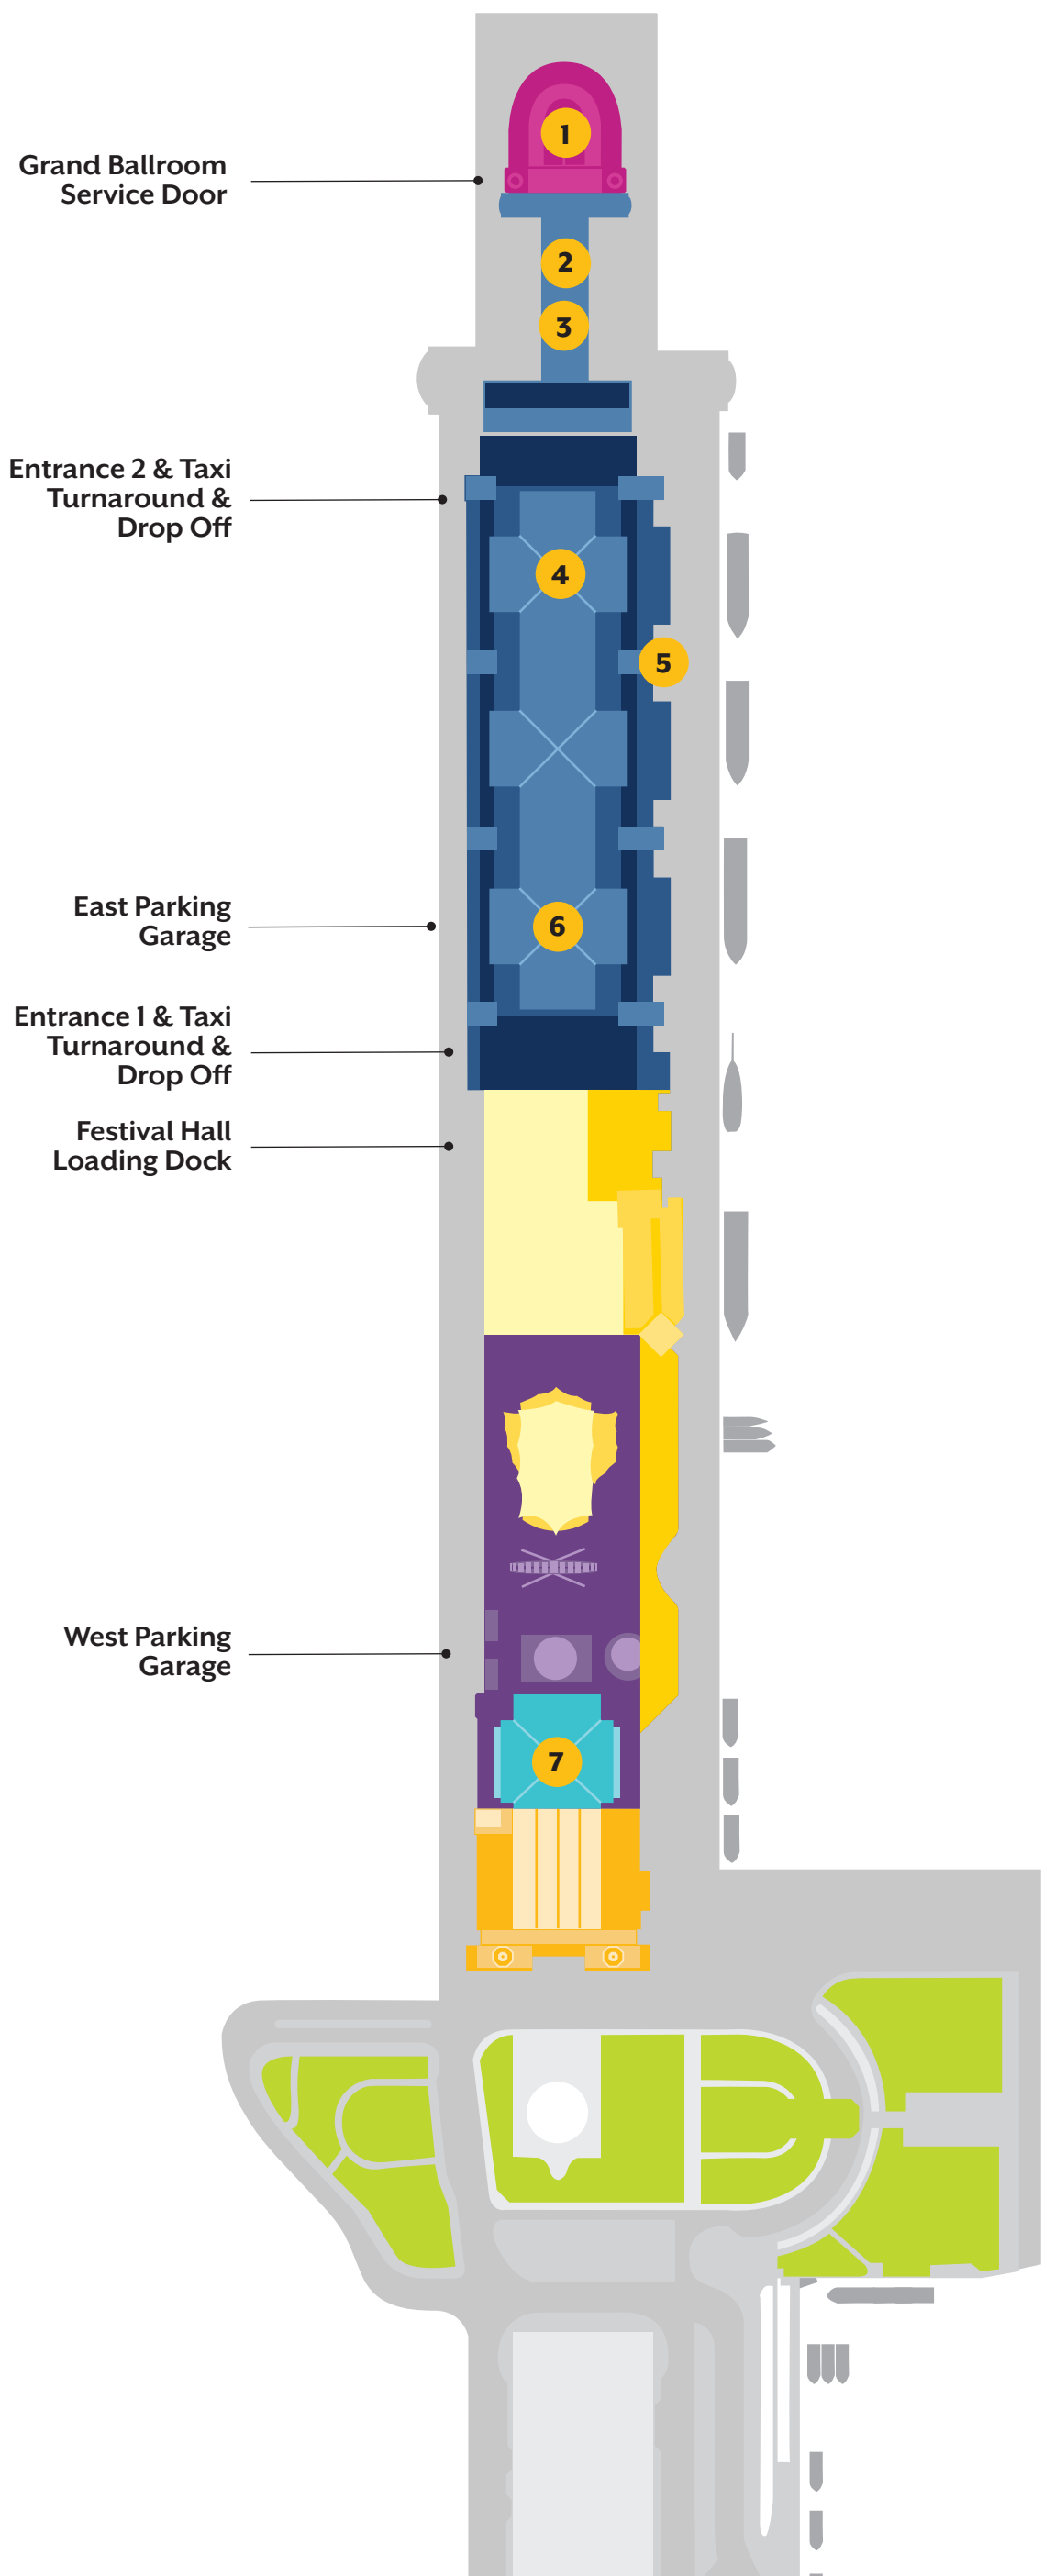 1
Grand Ballroom
Service Door
2
3
Entrance 2 & Taxi
Turnaround &
Drop Off
4
5
East Parking
Garage
6
Entrance 1 & Taxi
Turnaround &
Drop Off
Festival Hall
Loading Dock
West Parking
Garage
7